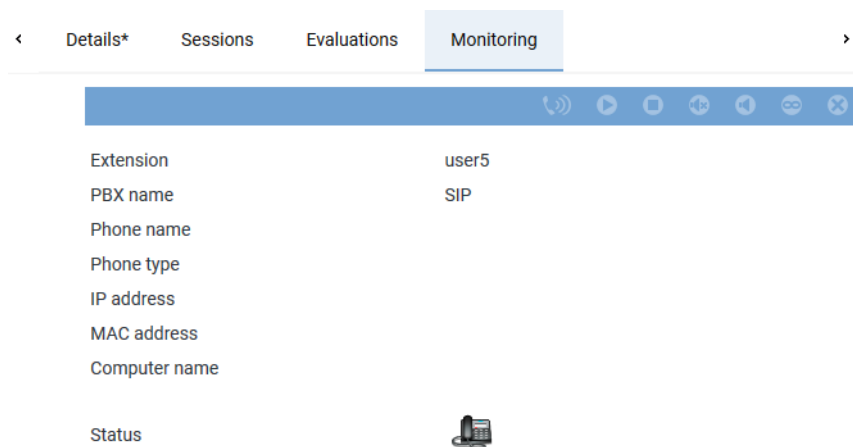 Details* Sessions Evaluations Monitoring
Extension user5
PBX name SIP
Phone name
Phone type
IP address
MAC address
Computer name
Status